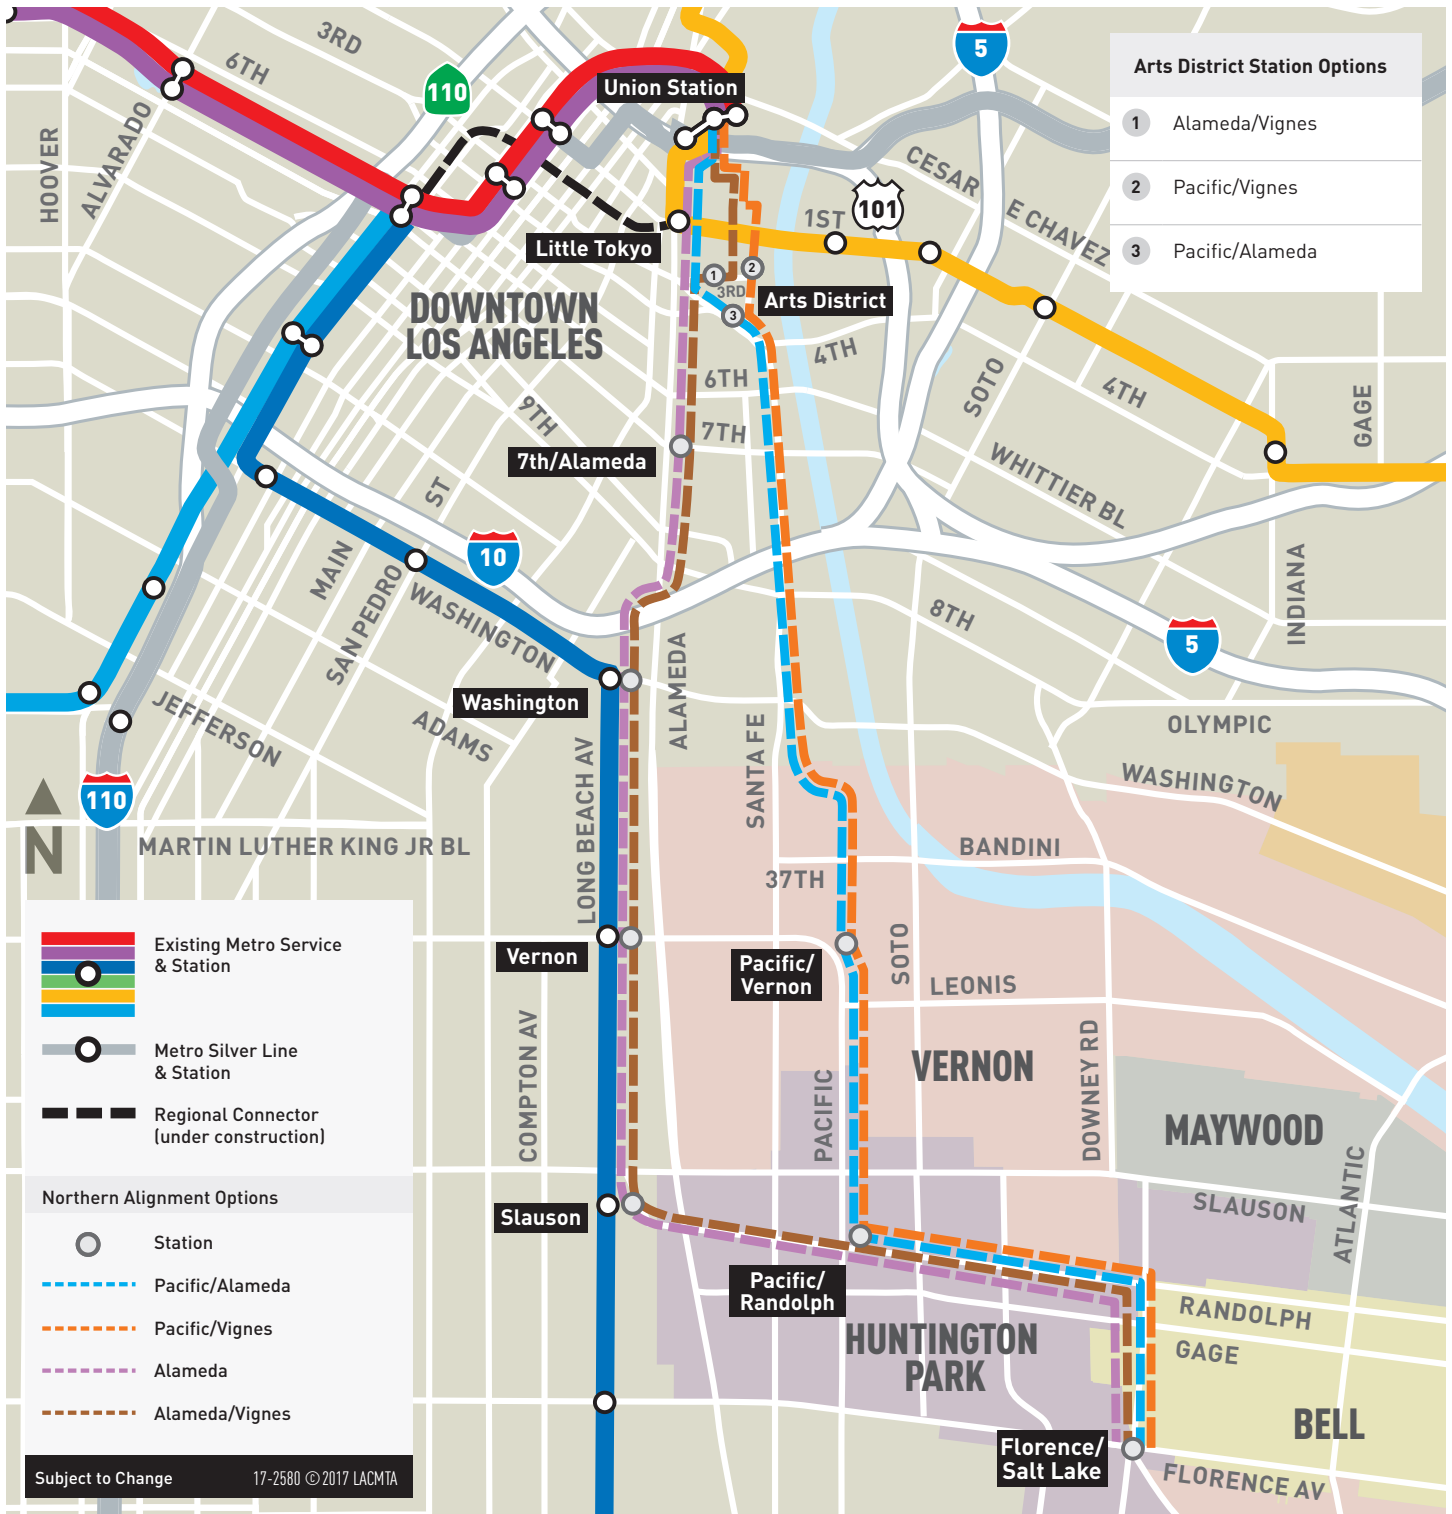 3RD
6TH
110
5
Union Station
Arts District Station Options
1 Alameda/Vignes
2 Pacific/Vignes
3 Pacific/Alameda
HOOVER
ALVARADO
CESAR
E CHAVEZ
101
1ST
Little Tokyo
1
2
3RD
3
Arts District
DOWNTOWN
LOS ANGELES
4TH
6TH
SOTO
4TH
GAGE
9TH
7TH
7th/Alameda
WHITTIER BL
ST
10
MAIN
SAN PEDRO
WASHINGTON
INDIANA
8TH
5
ALAMEDA
Washington
JEFFERSON
ADAMS
SANTA FE
LONG BEACH AV
OLYMPIC
WASHINGTON
110
N
MARTIN LUTHER KING JR BL
BANDINI
37TH
SOTO
Vernon
Pacific/
Vernon
LEONIS
COMPTON AV
PACIFIC
VERNON
DOWNEY RD
MAYWOOD
ATLANTIC
SLAUSON
Slauson
Pacific/
Randolph
RANDOLPH
GAGE
HUNTINGTON
PARK
BELL
Florence/
Salt Lake
FLORENCE AV
Existing Metro Service
& Station
Metro Silver Line
& Station
Regional Connector
(under construction)
Northern Alignment Options
Station
Pacific/Alameda
Pacific/Vignes
Alameda
Alameda/Vignes
Subject to Change 17-2580 © 2017 LACMTA